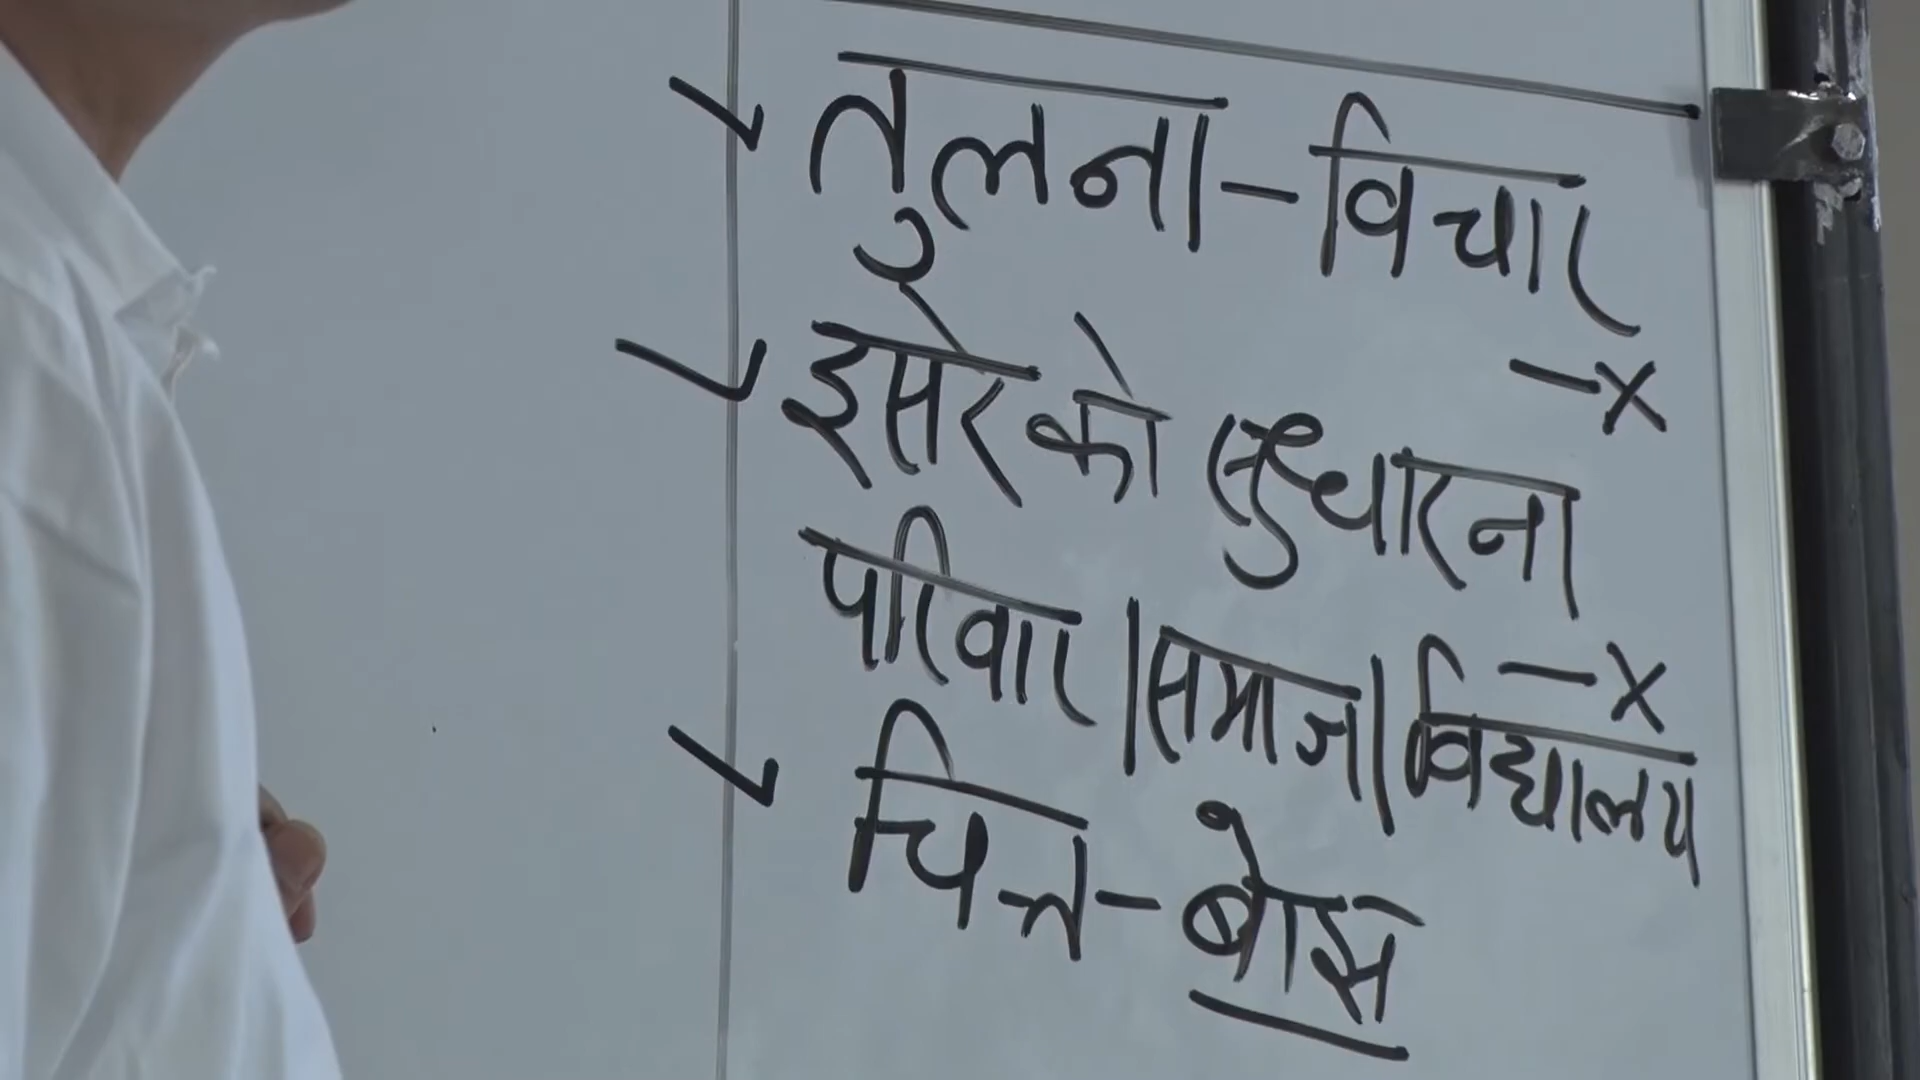 तुलना - विचार
- x
दूसरे को सुधारना
- x
परिवार | समाज | विद्यालय
चित्त -